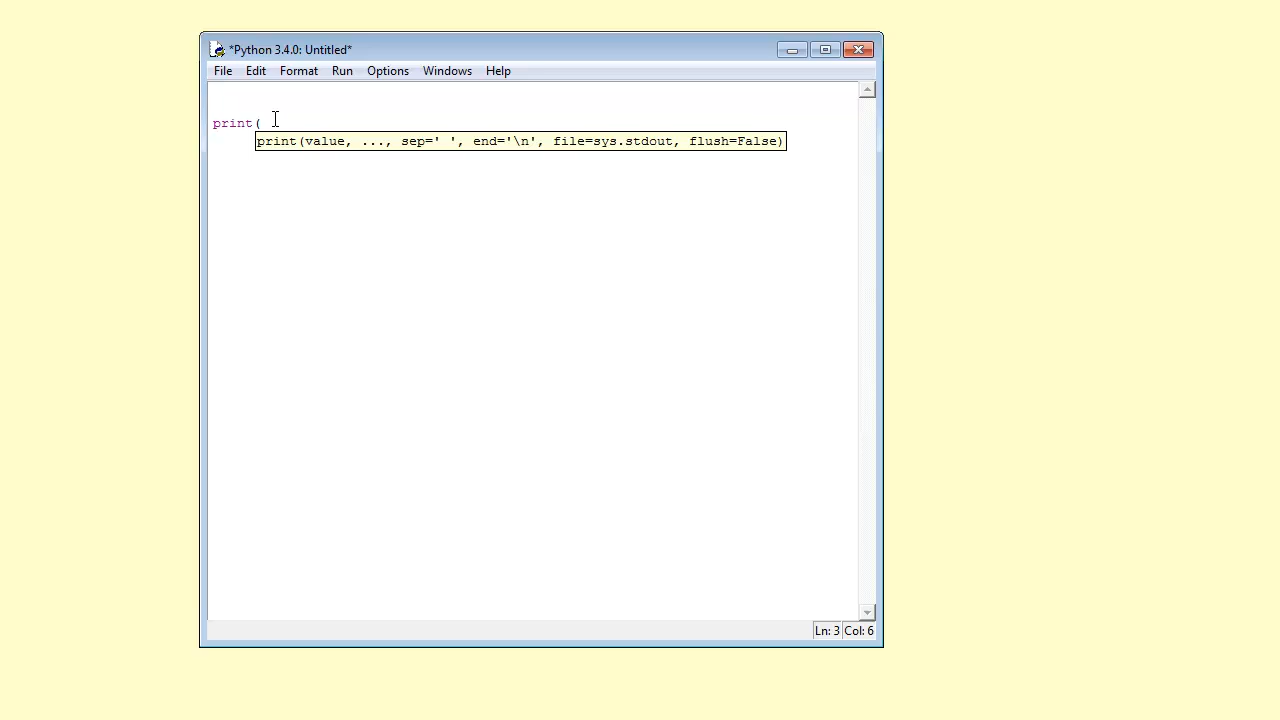 *Python 3.4.0: Untitled*
File Edit Format Run Options Windows Help
print(
print(value, ..., sep=' ', end='\n', file=sys.stdout, flush=False)
Ln: 3 Col: 6